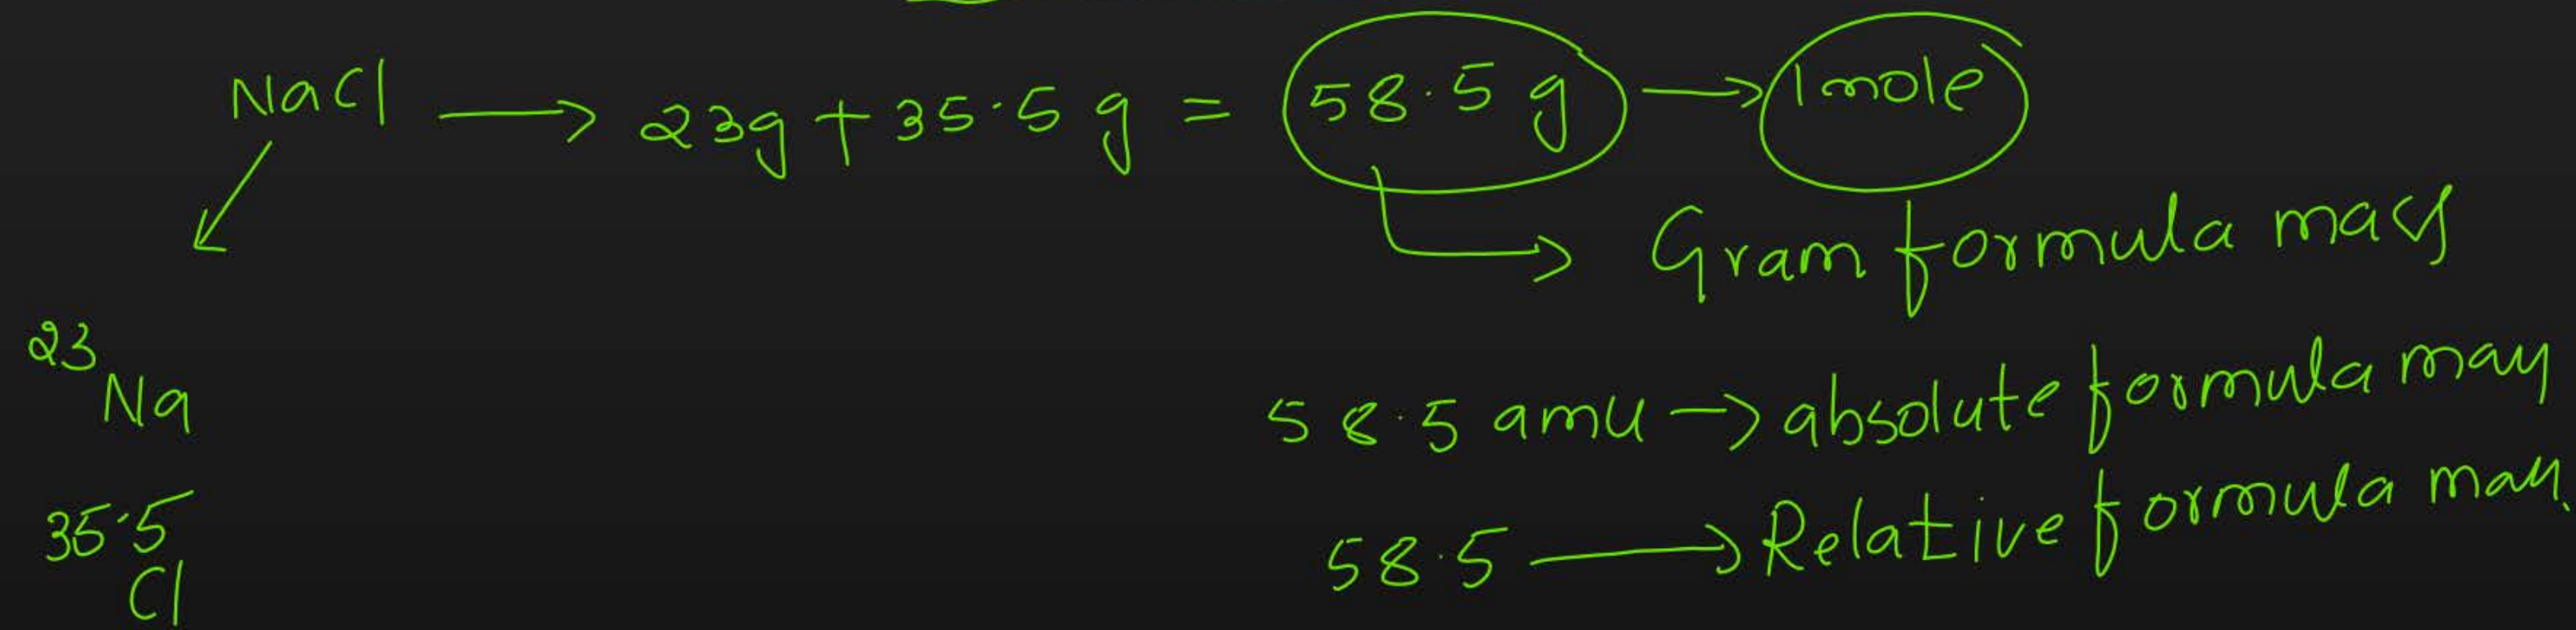 NaCl → 23g + 35.5 g = 58.5 g → 1 mole
→ Gram formula mass
23
Na
58.5 amu → absolute formula mass
35.5
Cl
58.5 → Relative formula mass.